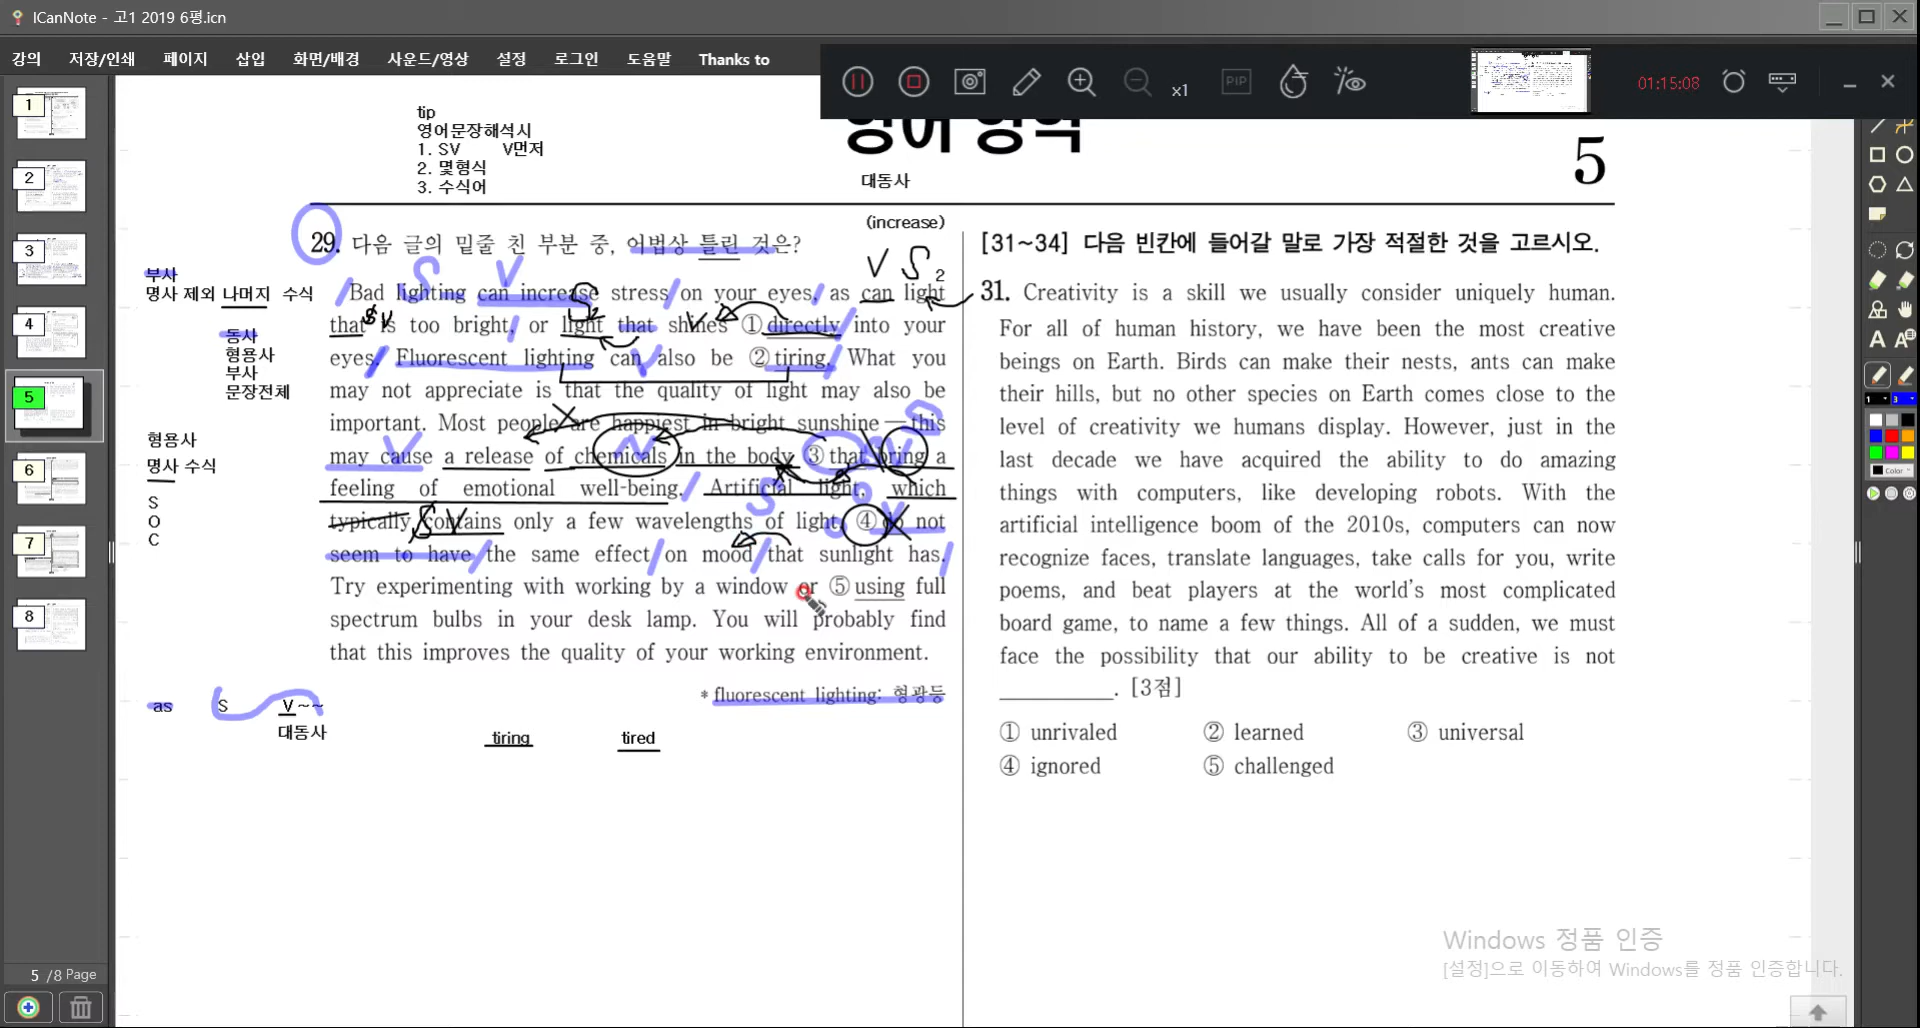 ICanNote - 고1 2019 6평.icn
강의 저장/인쇄 페이지 삽입 화면/배경 사운드/영상 설정 로그인 도움말 Thanks to
x1
PIP
01:15:08
1
2
3
4
5
6
7
8
5 /8 Page
tip
영어문장해석시
1. SV V먼저
2. 몇형식
3. 수식어
영어 영역
5
대동사
(increase)
V S 2
부사
명사 제외 나머지 수식
동사
형용사
부사
문장전체
형용사
명사 수식
S
O
C
as S V~~
대동사
29. 다음 글의 밑줄 친 부분 중, 어법상 틀린 것은?
S V
Bad lighting can increase stress on your eyes, as can light
that is too bright, or light that shines ① directly into your
eyes. Fluorescent lighting can also be ② tiring. What you
may not appreciate is that the quality of light may also be
important. Most people are happiest in bright sunshine — this
may cause a release of chemicals in the body ③ that bring a
feeling of emotional well-being. Artificial light, which
typically contains only a few wavelengths of light, ④ do not
seem to have the same effect on mood that sunlight has.
Try experimenting with working by a window or ⑤ using full
spectrum bulbs in your desk lamp. You will probably find
that this improves the quality of your working environment.
* fluorescent lighting: 형광등
tiring tired
[31~34] 다음 빈칸에 들어갈 말로 가장 적절한 것을 고르시오.
31. Creativity is a skill we usually consider uniquely human.
For all of human history, we have been the most creative
beings on Earth. Birds can make their nests, ants can make
their hills, but no other species on Earth comes close to the
level of creativity we humans display. However, just in the
last decade we have acquired the ability to do amazing
things with computers, like developing robots. With the
artificial intelligence boom of the 2010s, computers can now
recognize faces, translate languages, take calls for you, write
poems, and beat players at the world's most complicated
board game, to name a few things. All of a sudden, we must
face the possibility that our ability to be creative is not
__________. [3점]
① unrivaled ② learned ③ universal
④ ignored ⑤ challenged
Color
Windows 정품 인증
[설정]으로 이동하여 Windows를 정품 인증합니다.